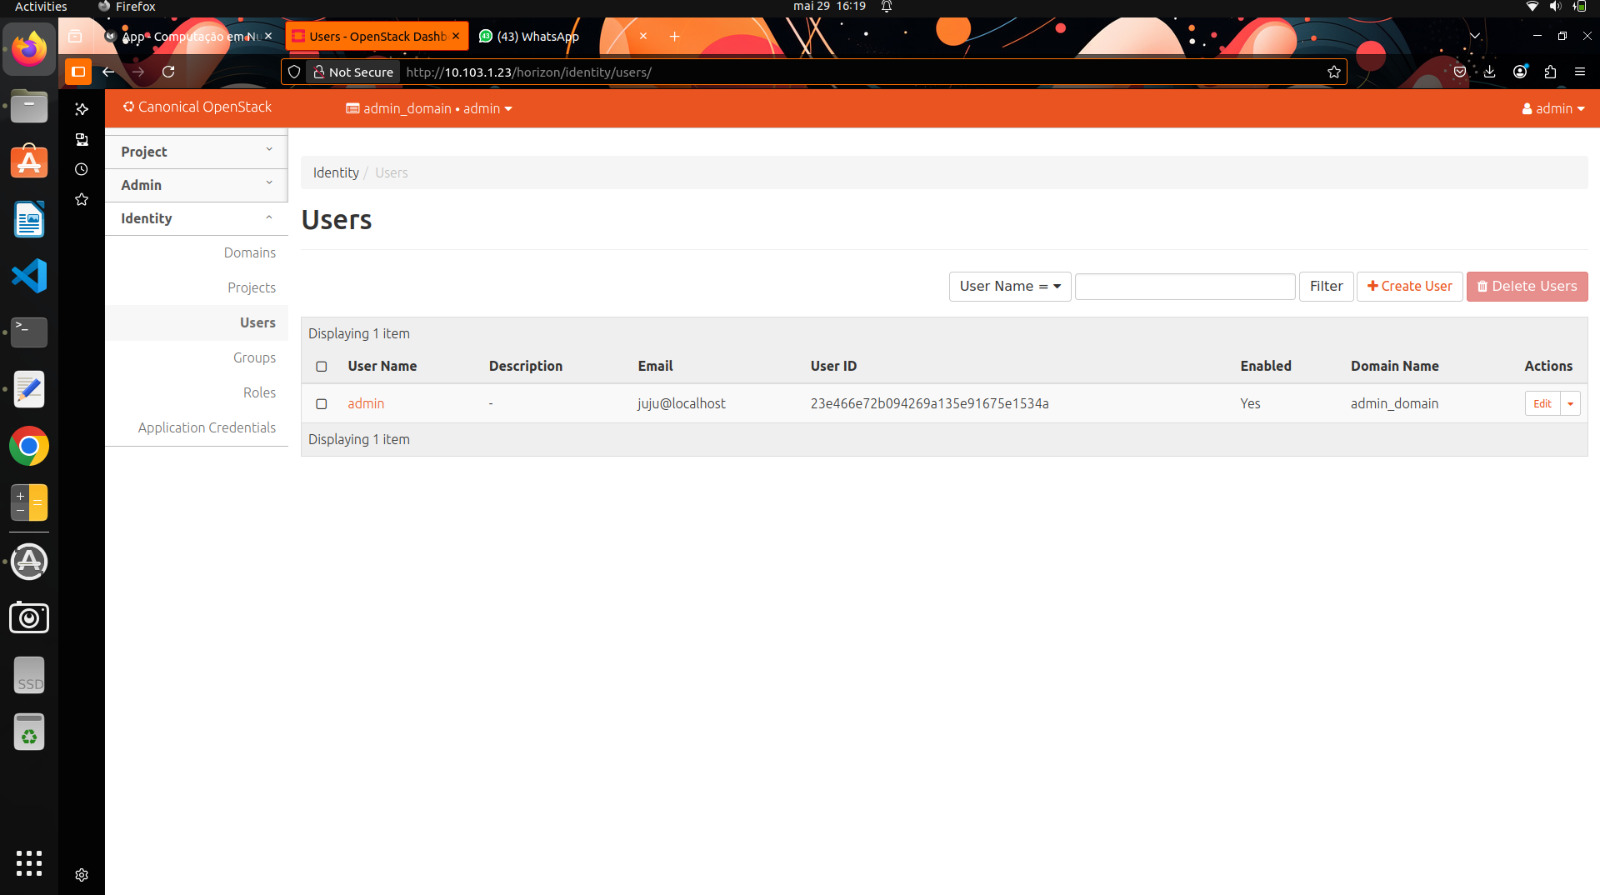 Activities
Firefox
mai 29 16:19
App - Computação em Nu
Users - OpenStack Dashb
(43) WhatsApp
Not Secure
http://10.103.1.23/horizon/identity/users/
Canonical OpenStack
admin_domain • admin
admin
Project
Admin
Identity
Domains
Projects
Users
Groups
Roles
Application Credentials
Identity / Users
Users
User Name =
Filter
Create User
Delete Users
Displaying 1 item
User Name Description Email User ID Enabled Domain Name Actions
admin - juju@localhost 23e466e72b094269a135e91675e1534a Yes admin_domain Edit
Displaying 1 item
SSD